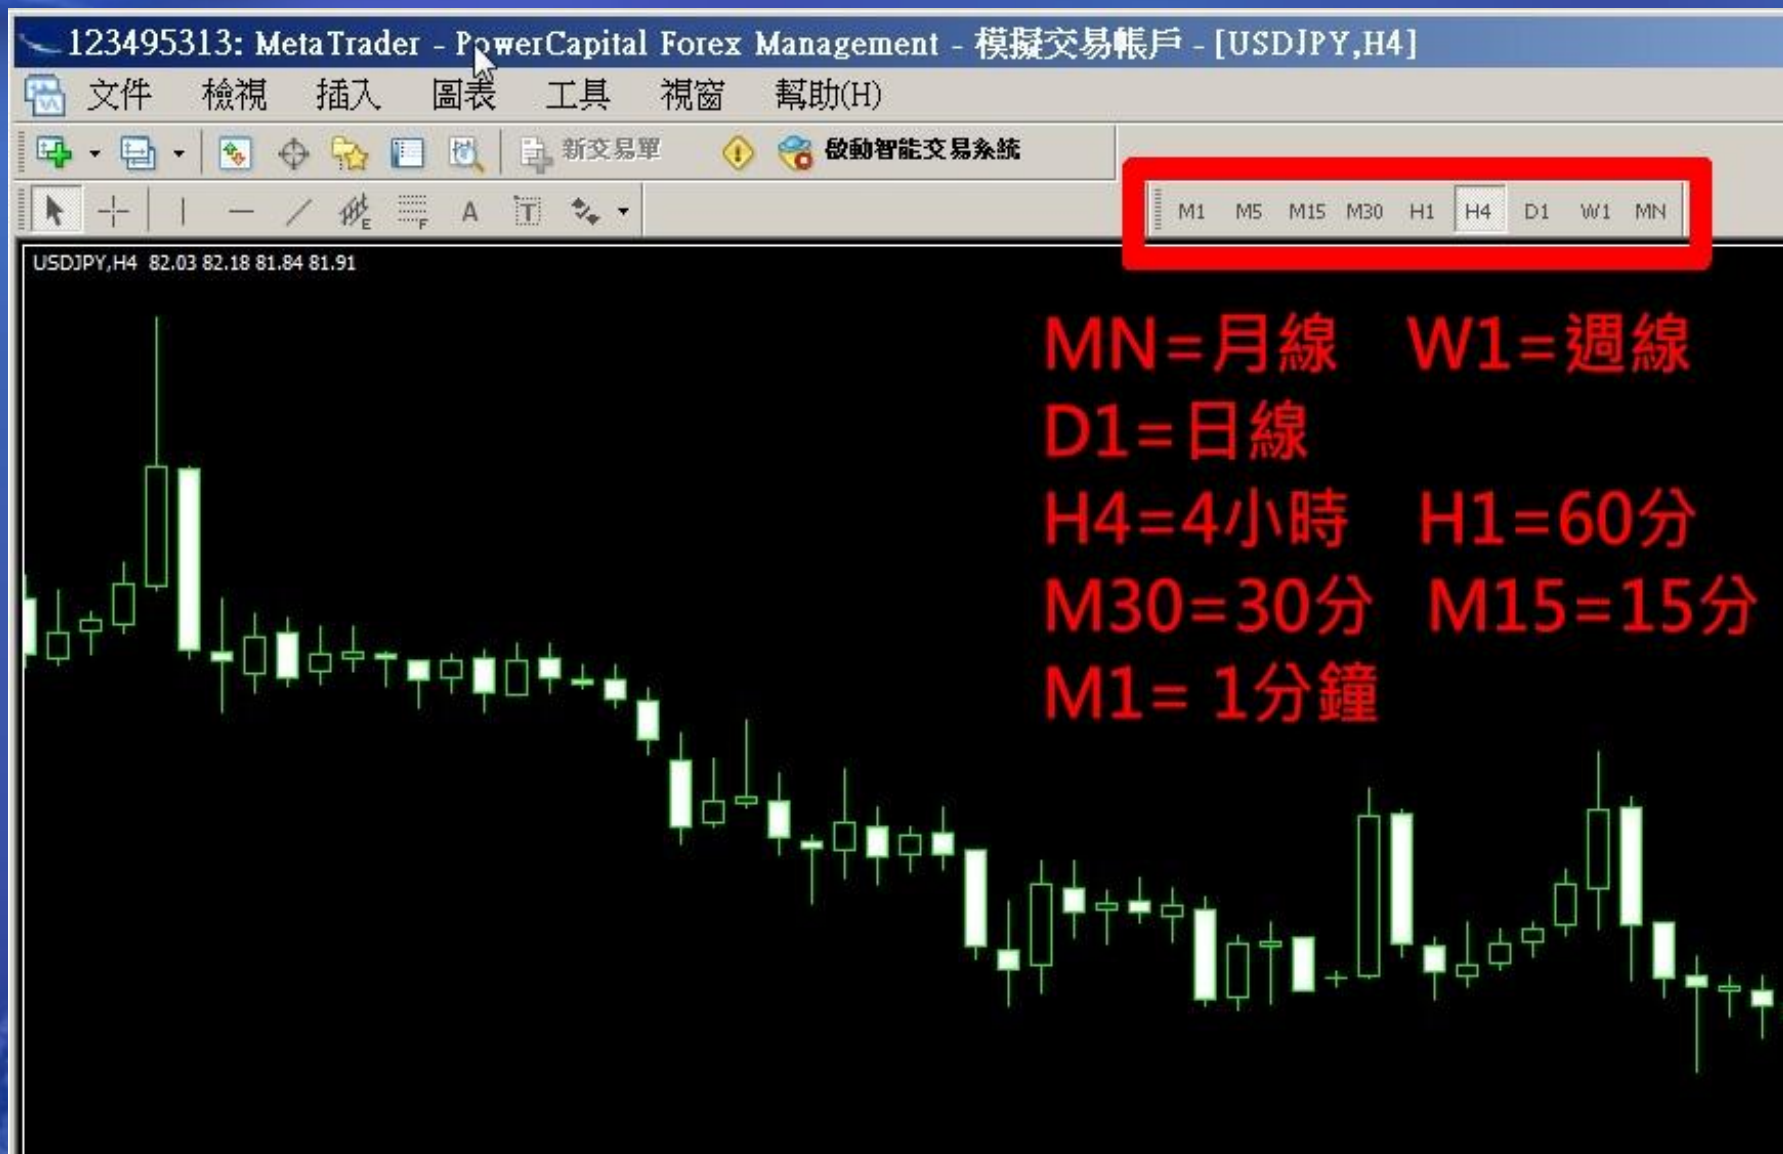 123495313: MetaTrader - PowerCapital Forex Management - 模擬交易帳戶 - [USDJPY,H4]
文件 檢視 插入 圖表 工具 視窗 幫助(H)
新交易單 啟動智能交易系統
E F A T M1 M5 M15 M30 H1 H4 D1 W1 MN
USDJPY,H4 82.03 82.18 81.84 81.91
MN=月線 W1=週線
D1=日線
H4=4小時 H1=60分
M30=30分 M15=15分
M1= 1分鐘